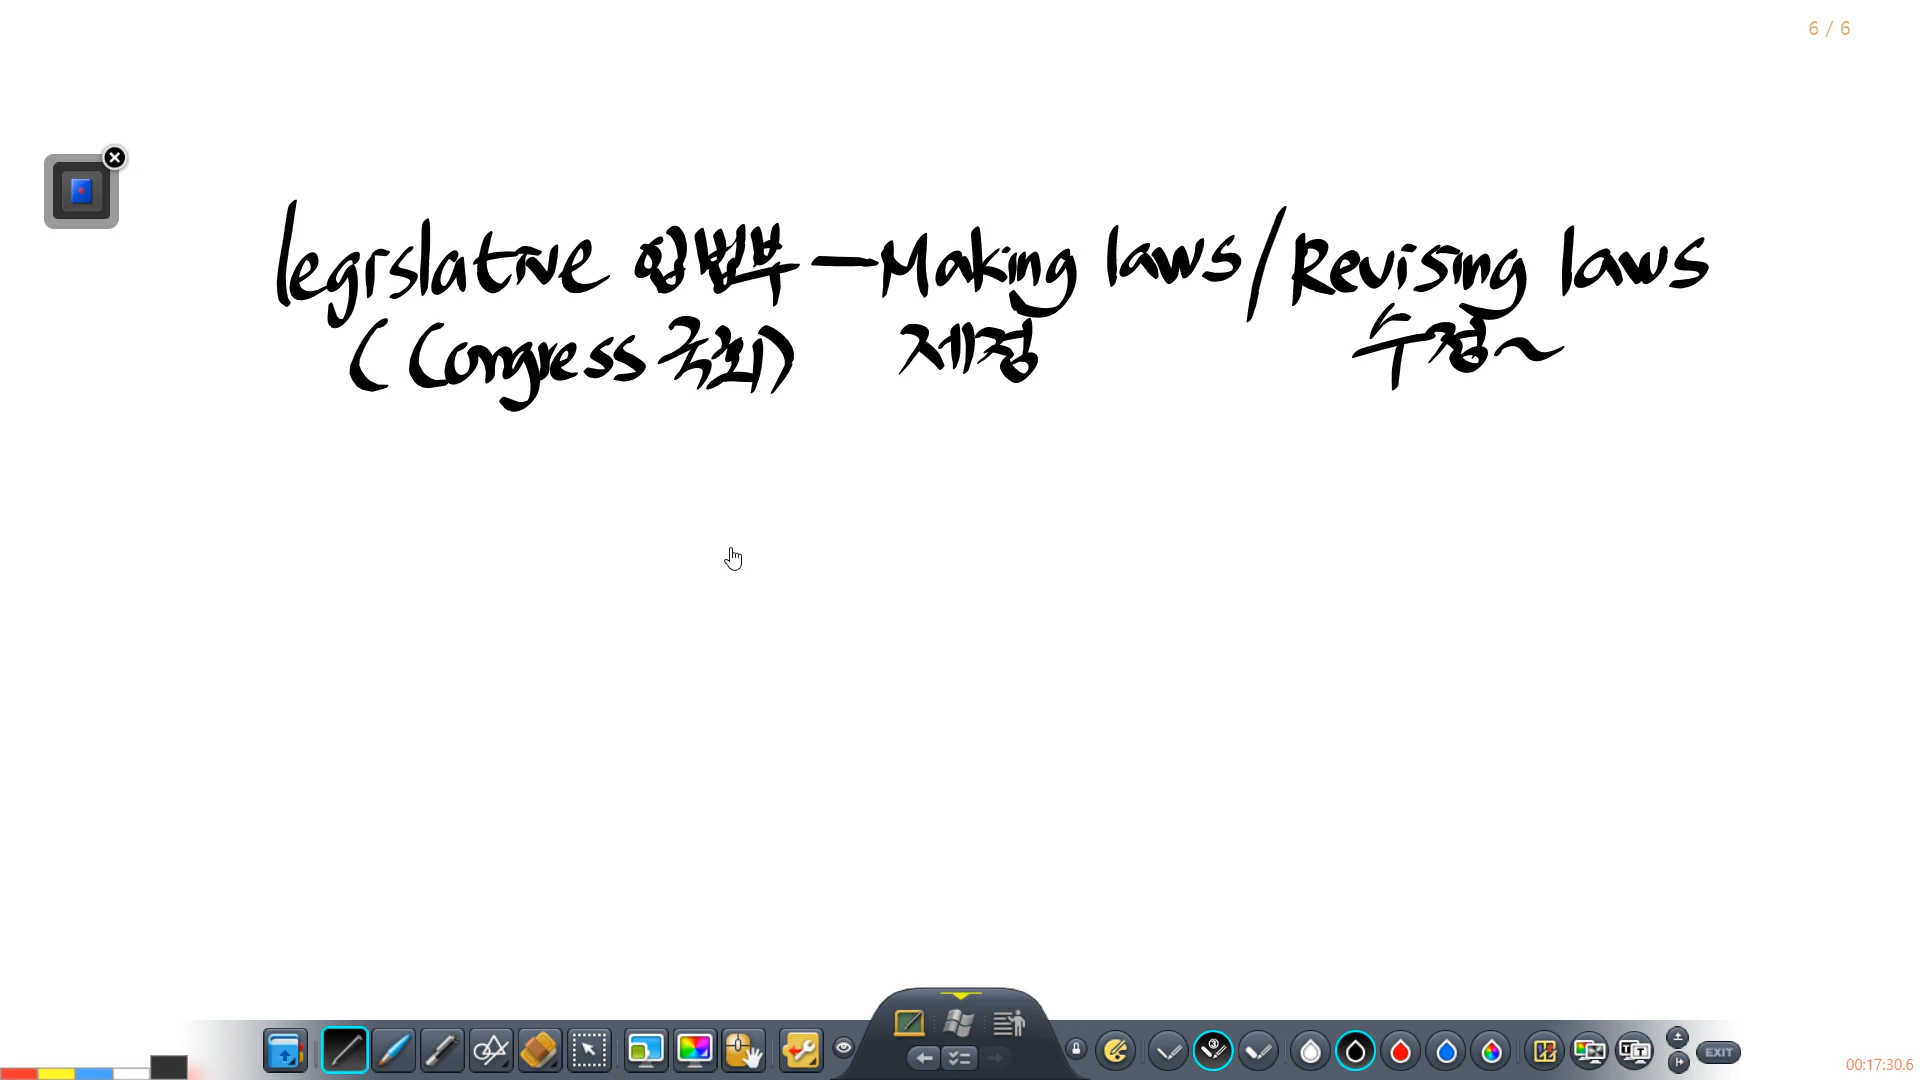 6 / 6
legislative 입법부 — Making laws / Revising laws
( Congress 국회) 제정 수정~
EXIT
00:17:30.6